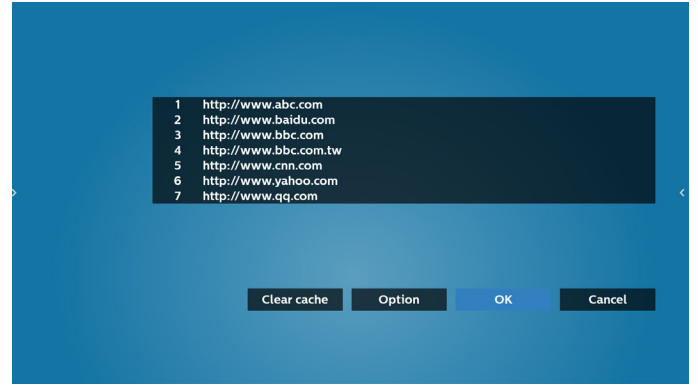 1 http://www.abc.com
2 http://www.baidu.com
3 http://www.bbc.com
4 http://www.bbc.com.tw
5 http://www.cnn.com
6 http://www.yahoo.com
7 http://www.qq.com
Clear cache Option OK Cancel